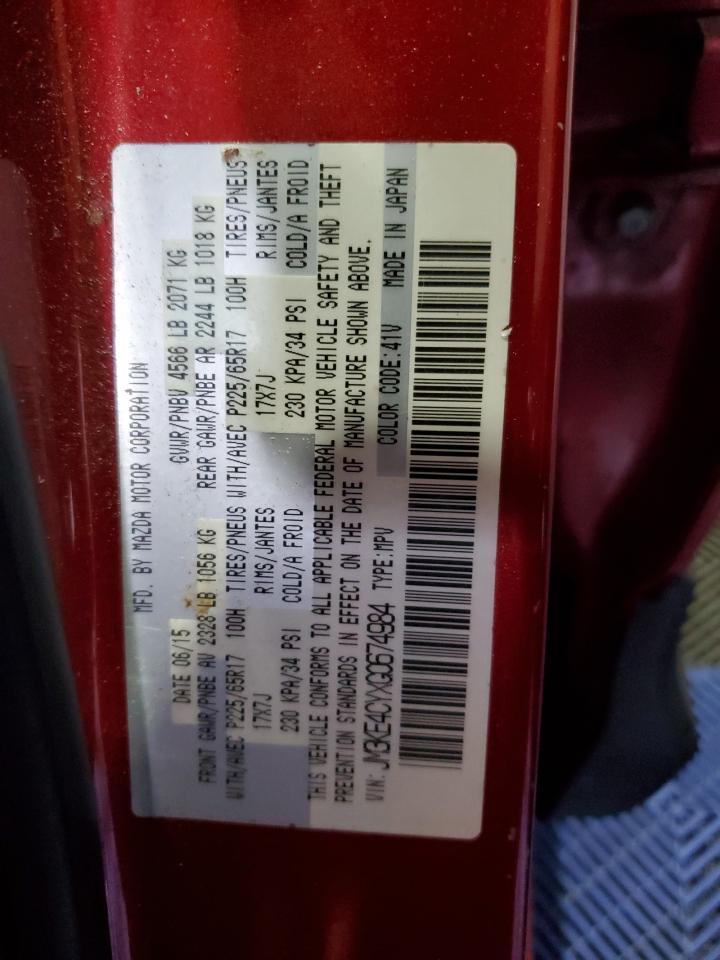 MFD. BY MAZDA MOTOR CORPORATION
DATE 06/15 GVWR/PNBV 4566 LB 2071 KG
FRONT GAWR/PNBE AV 2328 LB 1056 KG REAR GAWR/PNBE AR 2244 LB 1018 KG
WITH/AVEC P225/65R17 100H TIRES/PNEUS WITH/AVEC P225/65R17 100H TIRES/PNEUS
17X7J RIMS/JANTES 17X7J RIMS/JANTES
230 KPA/34 PSI COLD/A FROID 230 KPA/34 PSI COLD/A FROID
THIS VEHICLE CONFORMS TO ALL APPLICABLE FEDERAL MOTOR VEHICLE SAFETY AND THEFT
PREVENTION STANDARDS IN EFFECT ON THE DATE OF MANUFACTURE SHOWN ABOVE.
VIN: JM3KE4CYXG0674984 TYPE:MPV COLOR CODE:41V MADE IN JAPAN